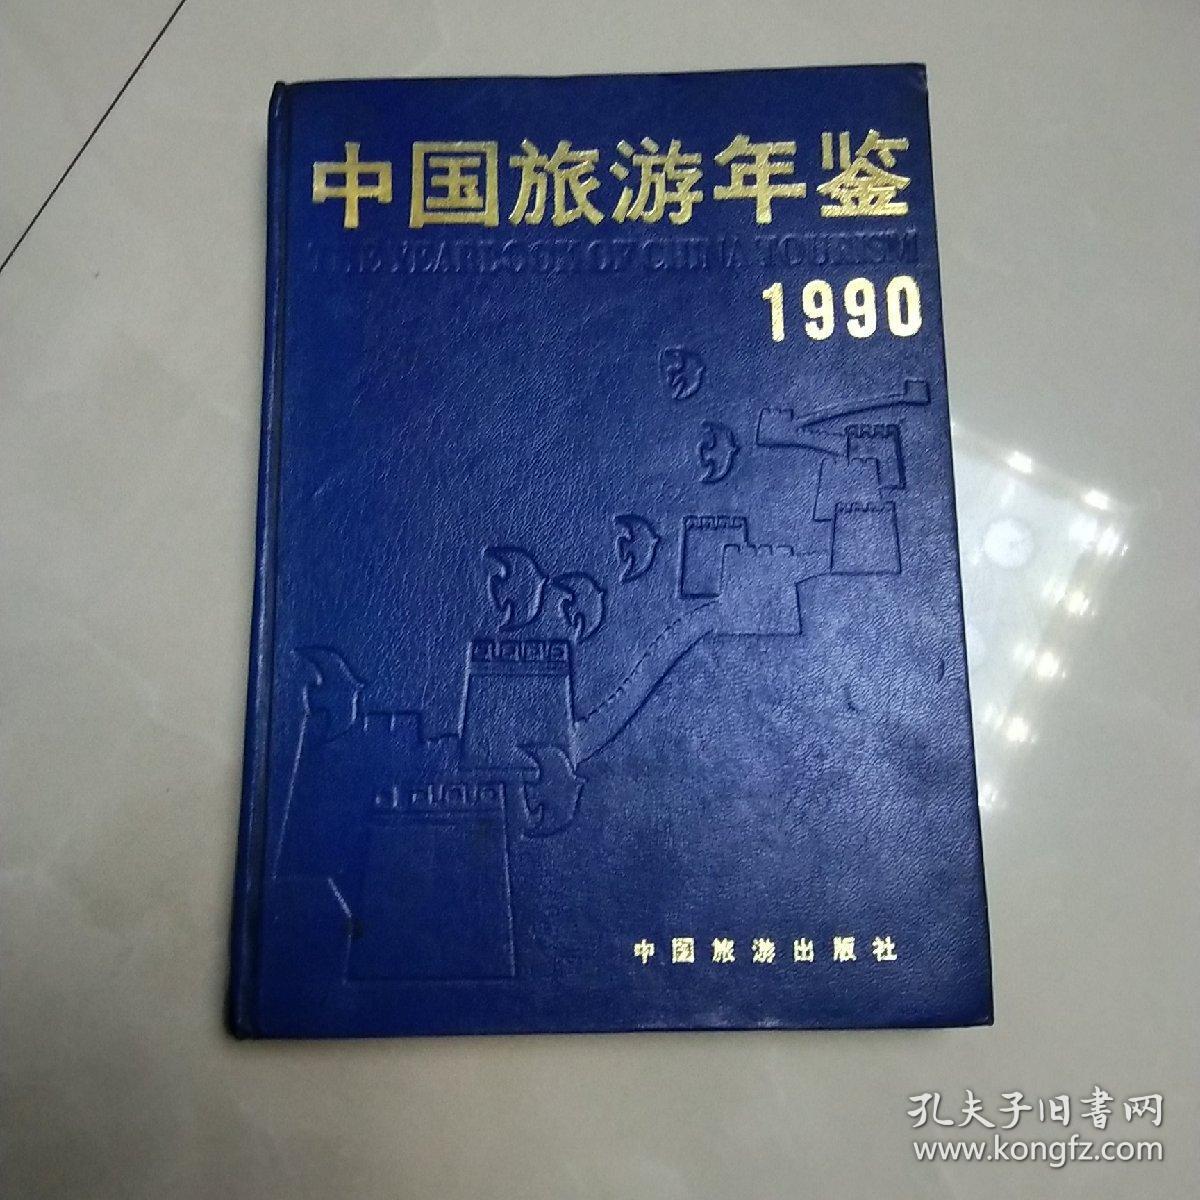 中国旅游年鉴
THE YEARBOOK OF CHINA TOURISM
1990
中国旅游出版社
孔夫子旧书网
www.kongfz.com